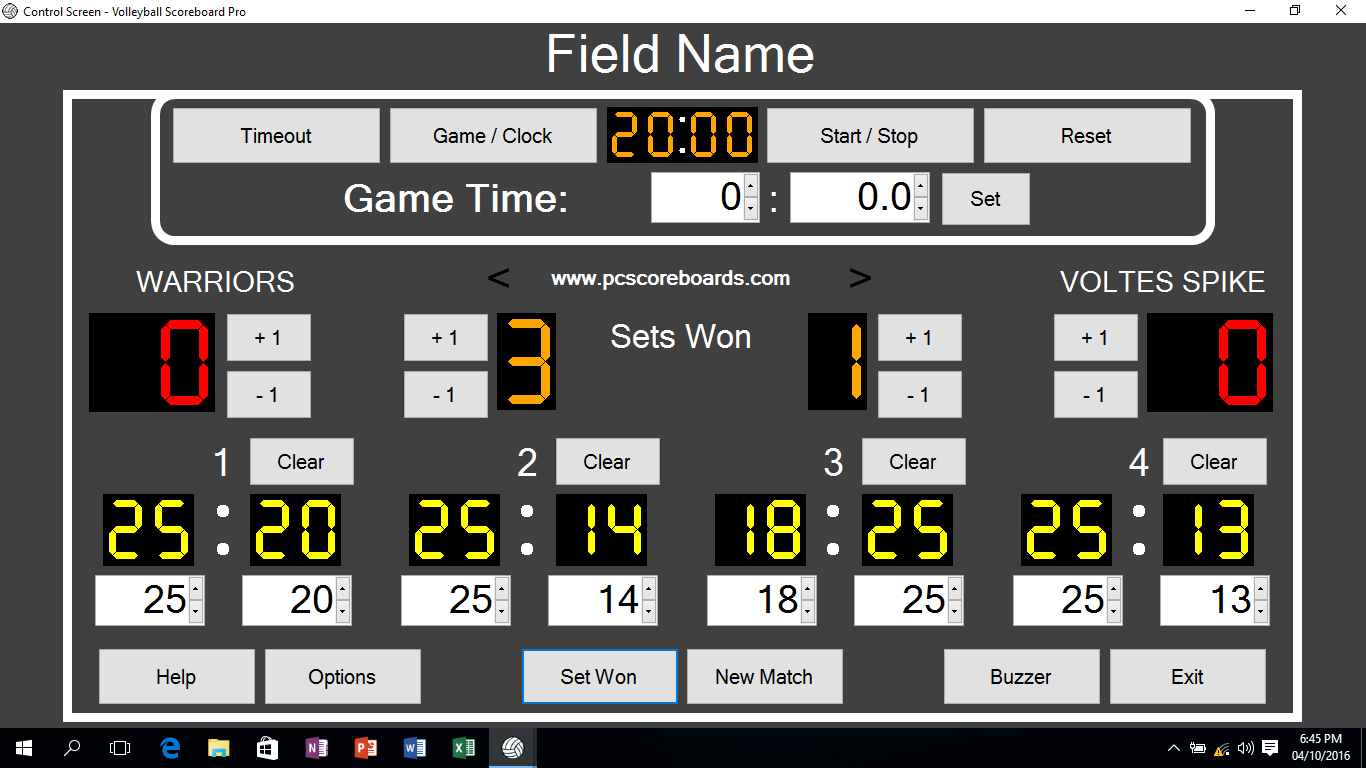 Control Screen - Volleyball Scoreboard Pro
Field Name
Timeout Game / Clock 20:00 Start / Stop Reset
Game Time: 0 : 0.0 Set
WARRIORS < www.pcscoreboards.com > VOLTES SPIKE
0 + 1 + 1 3 Sets Won 1 + 1 + 1 0
- 1 - 1 - 1 - 1
1 Clear 2 Clear 3 Clear 4 Clear
25 : 20 25 : 14 18 : 25 25 : 13
25 20 25 14 18 25 25 13
Help Options Set Won New Match Buzzer Exit
6:45 PM
04/10/2016